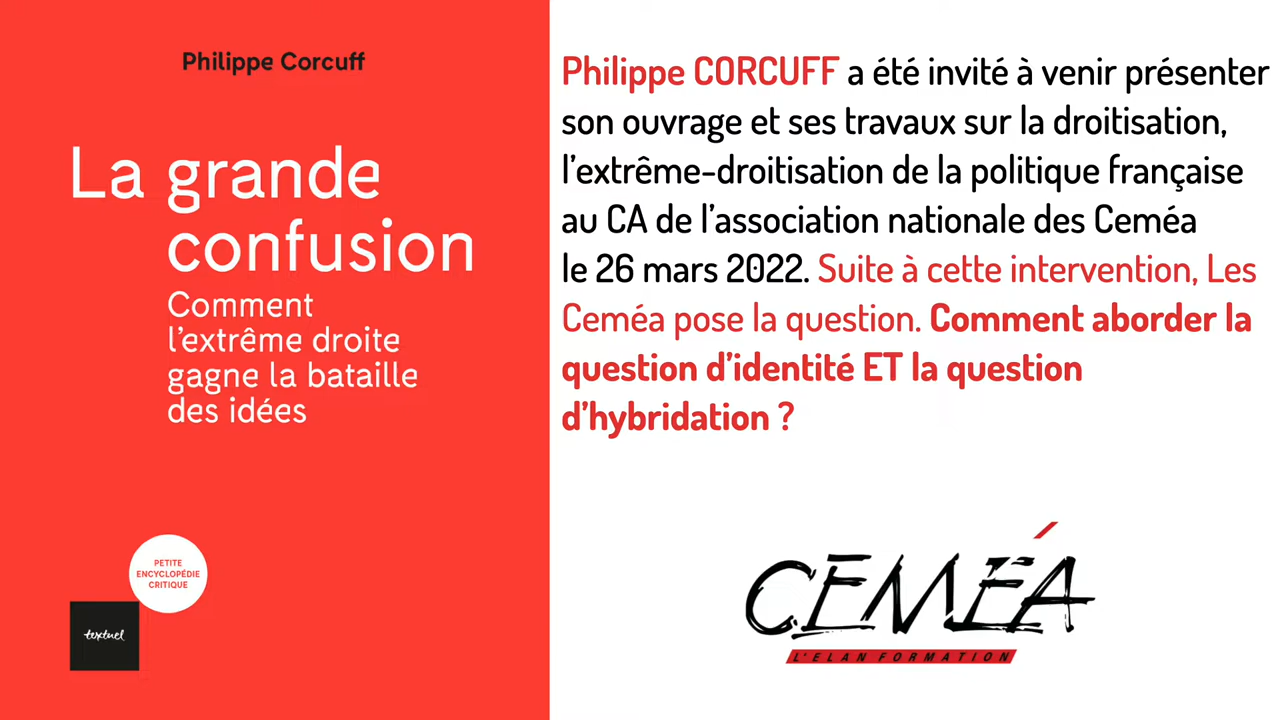 Philippe Corcuff
La grande
confusion
Comment
l'extrême droite
gagne la bataille
des idées
PETITE
ENCYCLOPÉDIE
CRITIQUE
textuel
Philippe CORCUFF a été invité à venir présenter
son ouvrage et ses travaux sur la droitisation,
l'extrême-droitisation de la politique française
au CA de l'association nationale des Ceméa
le 26 mars 2022. Suite à cette intervention, Les
Ceméa pose la question. Comment aborder la
question d'identité ET la question
d'hybridation ?
CEMÉA
L'ELAN FORMATION